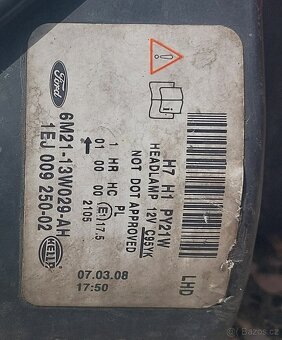 Ford
6M21-13W029-AH
1EJ 009 250-02
HELLA
H7 H1 PY21W
HEADLAMP 12V C95YK
NOT DOT APPROVED
1 HR HC PL
01 00 00 E1 17.5 2105
07.03.08
17:50
LHD
bazos.cz